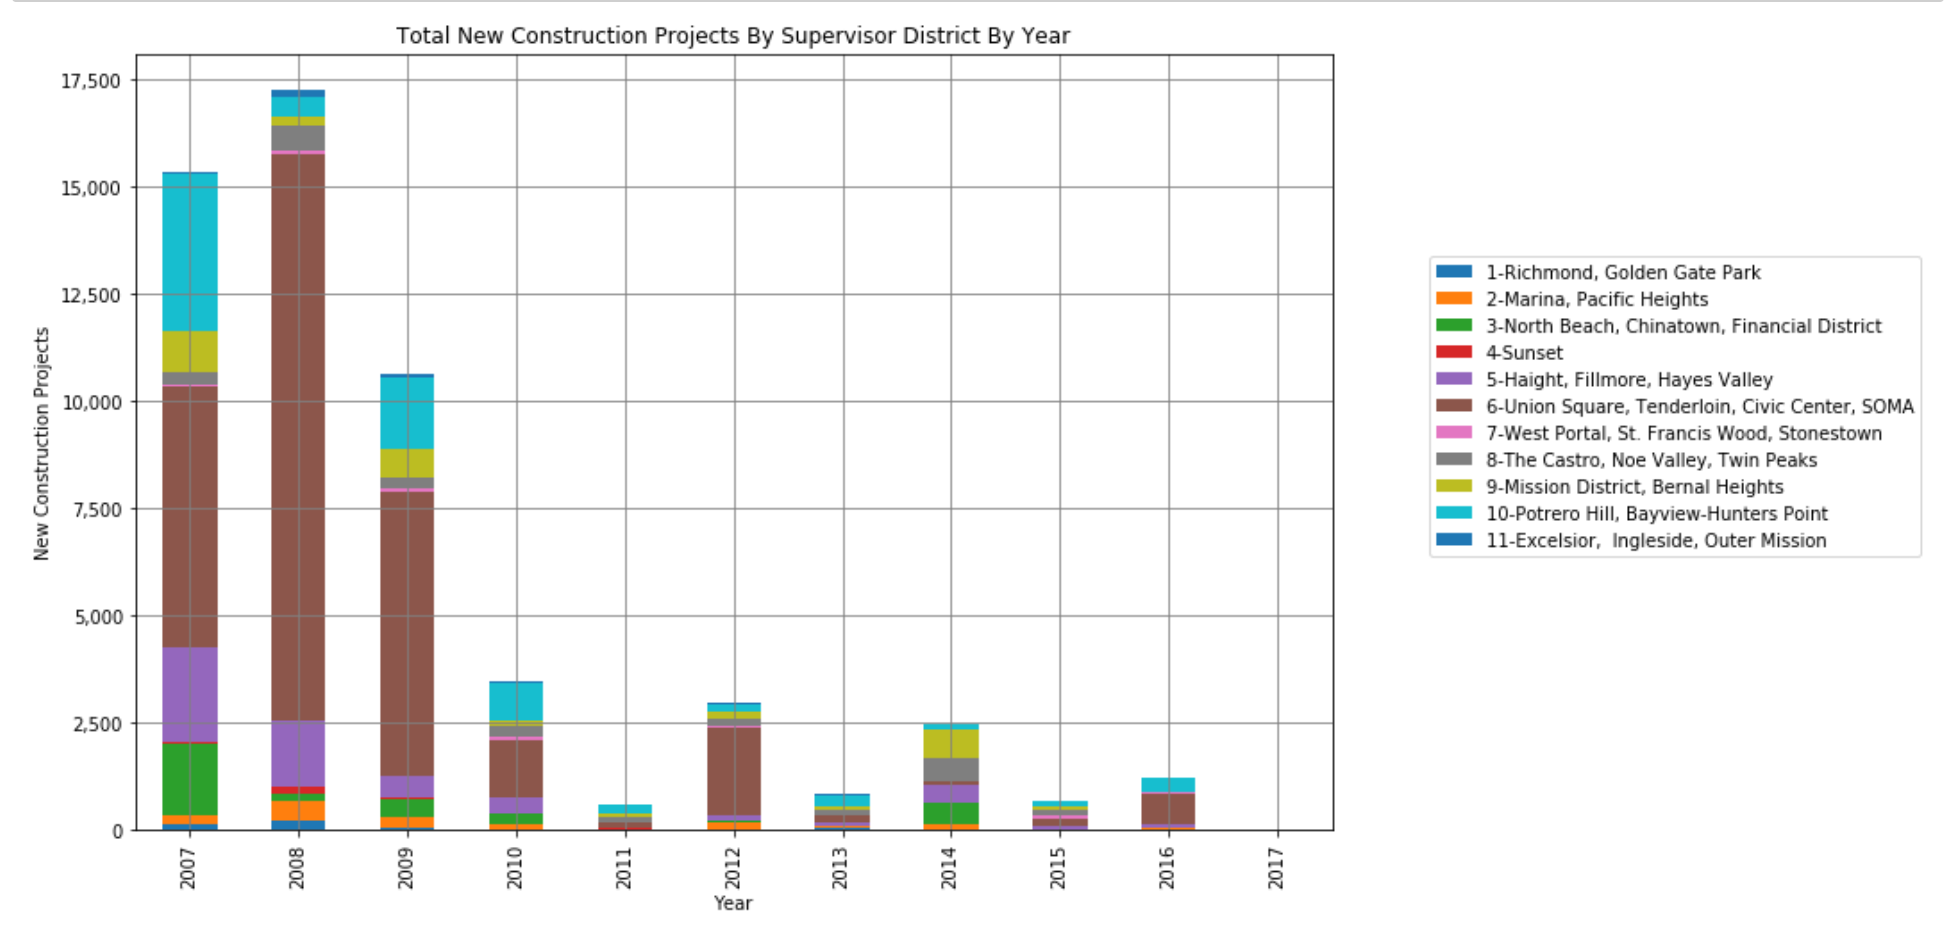 Total New Construction Projects By Supervisor District By Year
17,500
15,000
12,500
10,000
7,500
5,000
2,500
0
New Construction Projects
2007
2008
2009
2010
2011
2012
2013
2014
2015
2016
2017
Year
1-Richmond, Golden Gate Park
2-Marina, Pacific Heights
3-North Beach, Chinatown, Financial District
4-Sunset
5-Haight, Fillmore, Hayes Valley
6-Union Square, Tenderloin, Civic Center, SOMA
7-West Portal, St. Francis Wood, Stonestown
8-The Castro, Noe Valley, Twin Peaks
9-Mission District, Bernal Heights
10-Potrero Hill, Bayview-Hunters Point
11-Excelsior,  Ingleside, Outer Mission